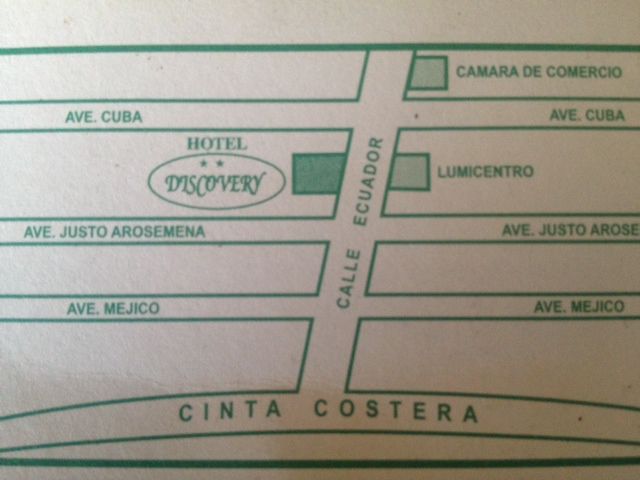 CAMARA DE COMERCIO
AVE. CUBA
AVE. CUBA
HOTEL
DISCOVERY
LUMICENTRO
CALLE ECUADOR
AVE. JUSTO AROSEMENA
AVE. JUSTO AROSE
AVE. MEJICO
AVE. MEJICO
CINTA COSTERA